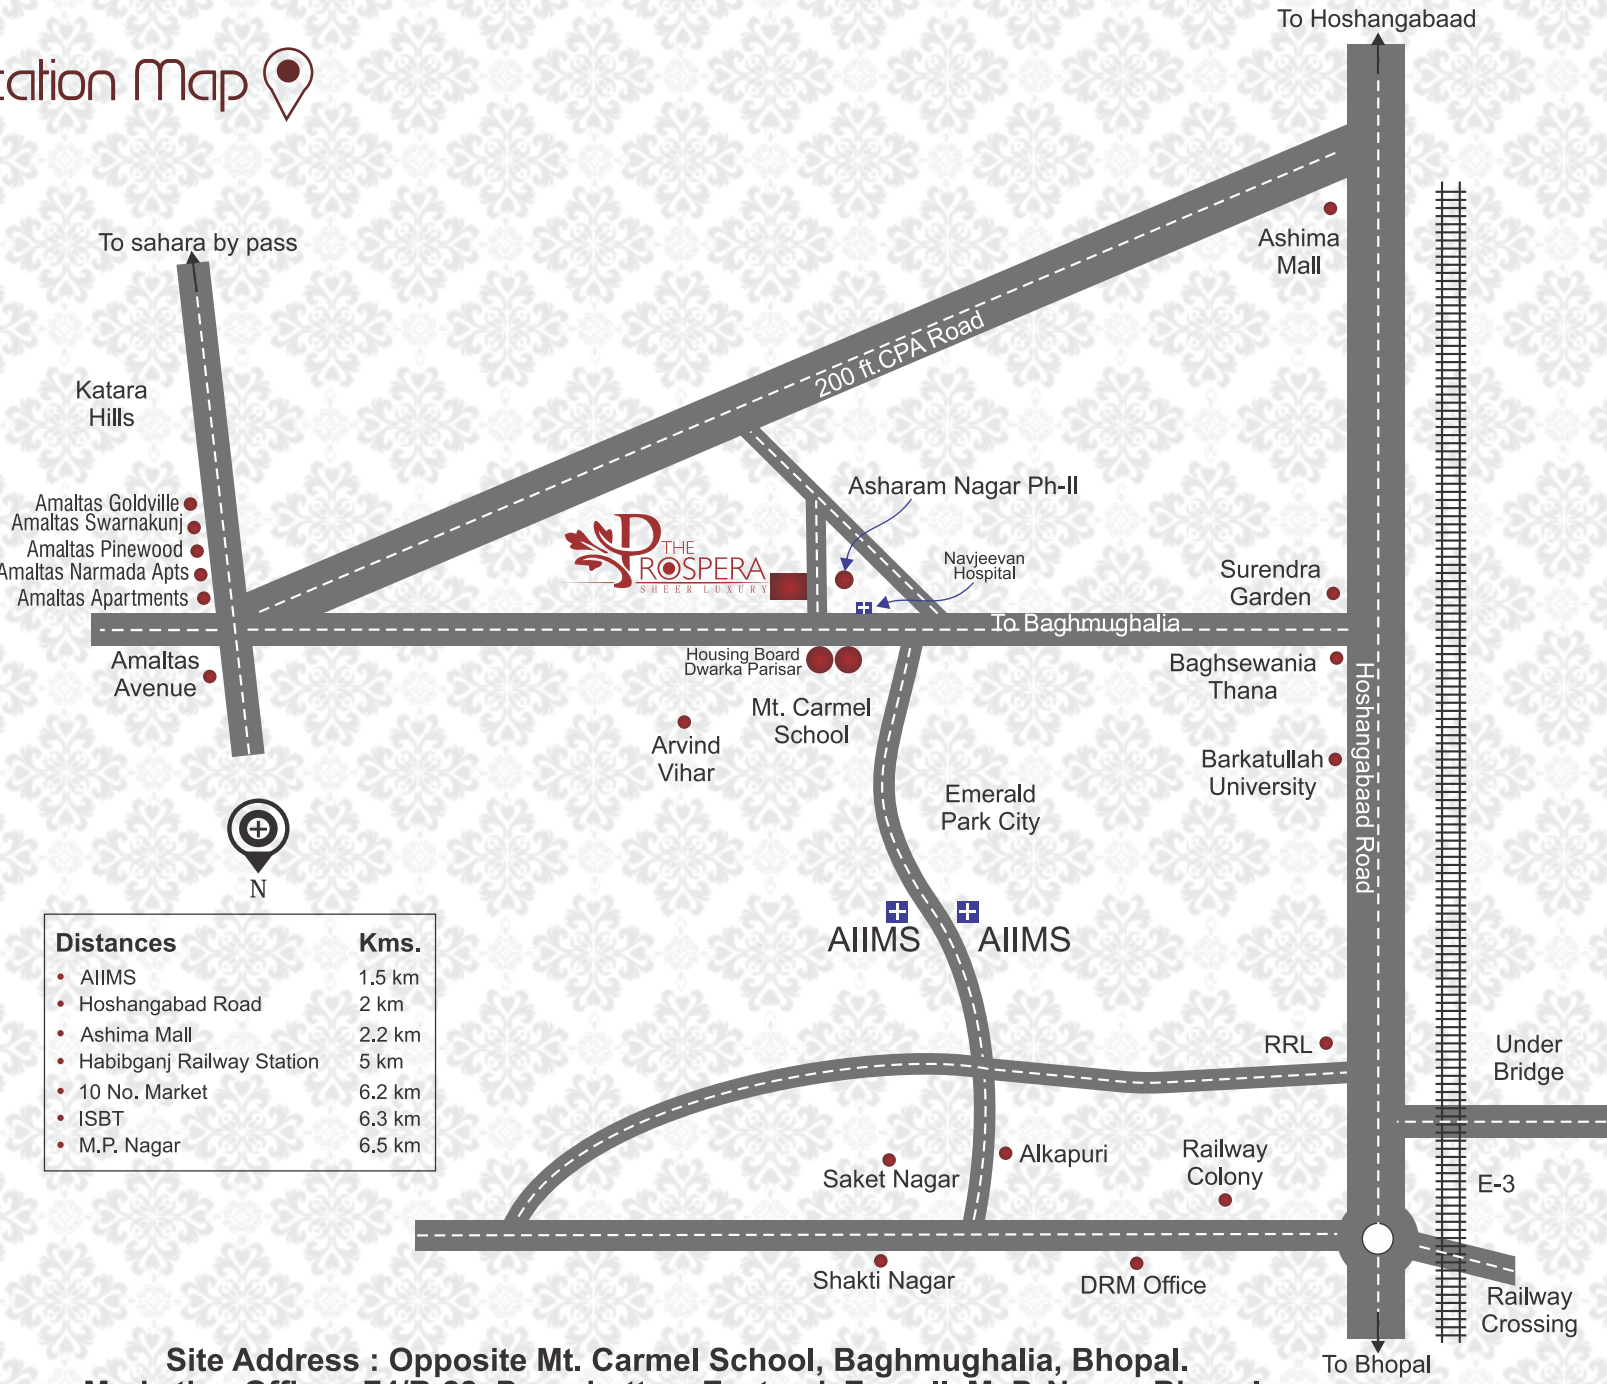 To Hoshangabaad
cation Map
To sahara by pass
Ashima
Mall
200 ft.CPA Road
Katara
Hills
Amaltas Goldville
Amaltas Swarnakunj
Amaltas Pinewood
Amaltas Narmada Apts
Amaltas Apartments
Asharam Nagar Ph-II
THE
PROSPERA
SHEER LUXURY
Navjeevan
Hospital
Surendra
Garden
To Baghmughalia
Amaltas
Avenue
Housing Board
Dwarka Parisar
Mt. Carmel
School
Arvind
Vihar
Baghsewania
Thana
Hoshangabaad Road
Barkatullah
University
Emerald
Park City
N
AIIMS
AIIMS
Distances Kms.
• AIIMS 1.5 km
• Hoshangabad Road 2 km
• Ashima Mall 2.2 km
• Habibganj Railway Station 5 km
• 10 No. Market 6.2 km
• ISBT 6.3 km
• M.P. Nagar 6.5 km
RRL
Under
Bridge
Saket Nagar
Alkapuri
Railway
Colony
E-3
Shakti Nagar
DRM Office
Railway
Crossing
To Bhopal
Site Address : Opposite Mt. Carmel School, Baghmughalia, Bhopal.